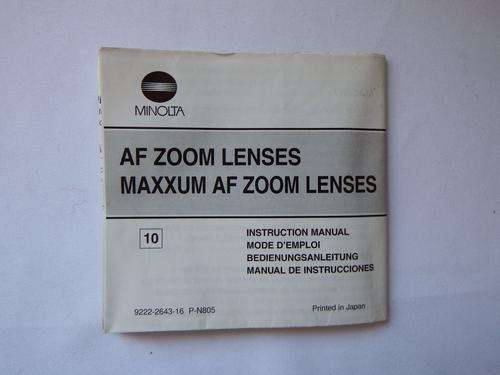 MINOLTA
AF ZOOM LENSES
MAXXUM AF ZOOM LENSES
10
INSTRUCTION MANUAL
MODE D'EMPLOI
BEDIENUNGSANLEITUNG
MANUAL DE INSTRUCCIONES
9222-2643-16 P-N805
Printed in Japan